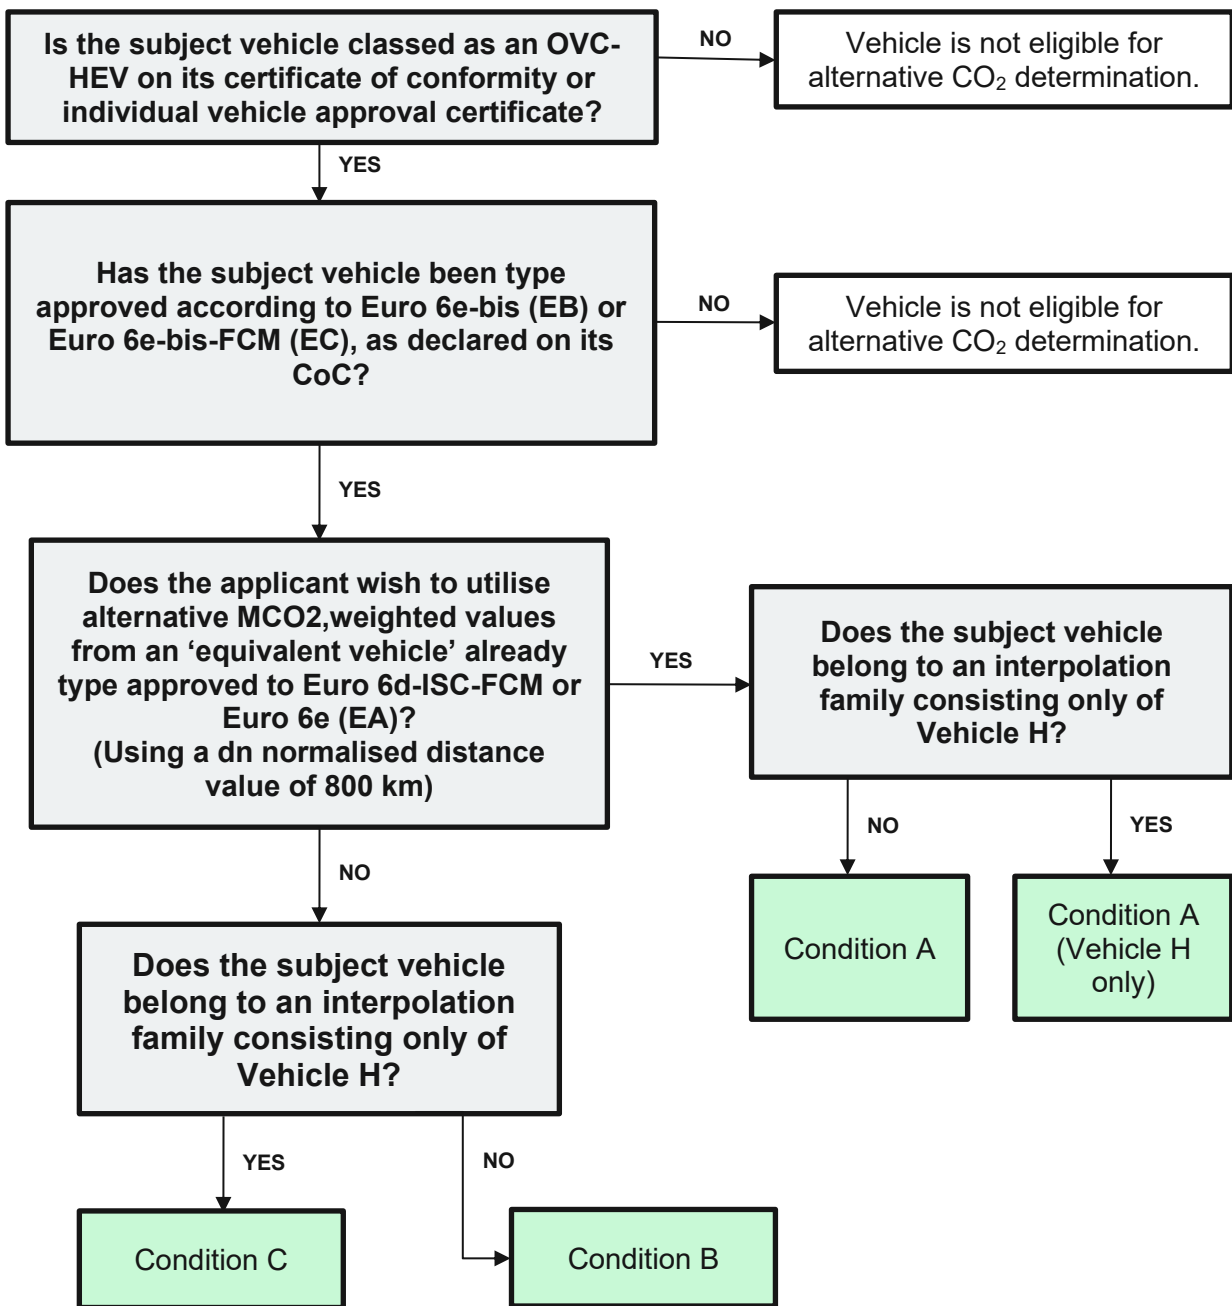 Is the subject vehicle classed as an OVC-
HEV on its certificate of conformity or
individual vehicle approval certificate?
NO
Vehicle is not eligible for
alternative CO₂ determination.
YES
Has the subject vehicle been type
approved according to Euro 6e-bis (EB) or
Euro 6e-bis-FCM (EC), as declared on its
CoC?
NO
Vehicle is not eligible for
alternative CO₂ determination.
YES
Does the applicant wish to utilise
alternative MCO2,weighted values
from an ‘equivalent vehicle’ already
type approved to Euro 6d-ISC-FCM or
Euro 6e (EA)?
(Using a dn normalised distance
value of 800 km)
YES
Does the subject vehicle
belong to an interpolation
family consisting only of
Vehicle H?
NO
YES
Condition A
Condition A
(Vehicle H
only)
NO
Does the subject vehicle
belong to an interpolation
family consisting only of
Vehicle H?
YES
NO
Condition C
Condition B